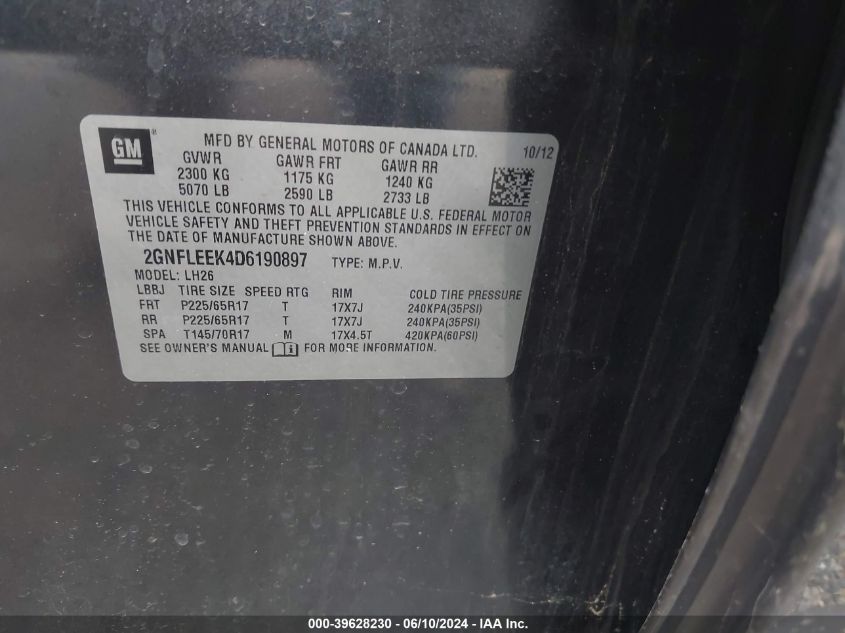 GM ®
MFD BY GENERAL MOTORS OF CANADA LTD. 10/12
GVWR GAWR FRT GAWR RR
2300 KG 1175 KG 1240 KG
5070 LB 2590 LB 2733 LB
THIS VEHICLE CONFORMS TO ALL APPLICABLE U.S. FEDERAL MOTOR
VEHICLE SAFETY AND THEFT PREVENTION STANDARDS IN EFFECT ON
THE DATE OF MANUFACTURE SHOWN ABOVE.
2GNFLEEK4D6190897 TYPE: M.P.V.
MODEL: LH26
LBBJ TIRE SIZE SPEED RTG RIM COLD TIRE PRESSURE
FRT P225/65R17 T 17X7J 240KPA(35PSI)
RR P225/65R17 T 17X7J 240KPA(35PSI)
SPA T145/70R17 M 17X4.5T 420KPA(60PSI)
SEE OWNER'S MANUAL FOR MORE INFORMATION.
000-39628230 - 06/10/2024 - IAA Inc.